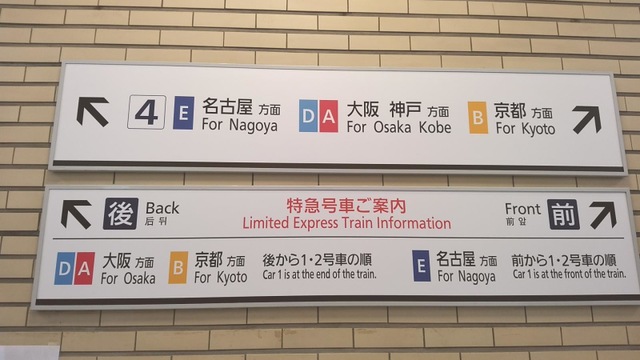 4 E 名古屋 方面 DA 大阪 神戸 方面 B 京都 方面
For Nagoya For Osaka Kobe For Kyoto
後 Back 特急号車ご案内 Front 前
后 뒤 Limited Express Train Information 前 앞
DA 大阪 方面 B 京都 方面 後から1・2号車の順 E 名古屋 方面 前から1・2号車の順
For Osaka For Kyoto Car 1 is at the end of the train. For Nagoya Car 1 is at the front of the train.